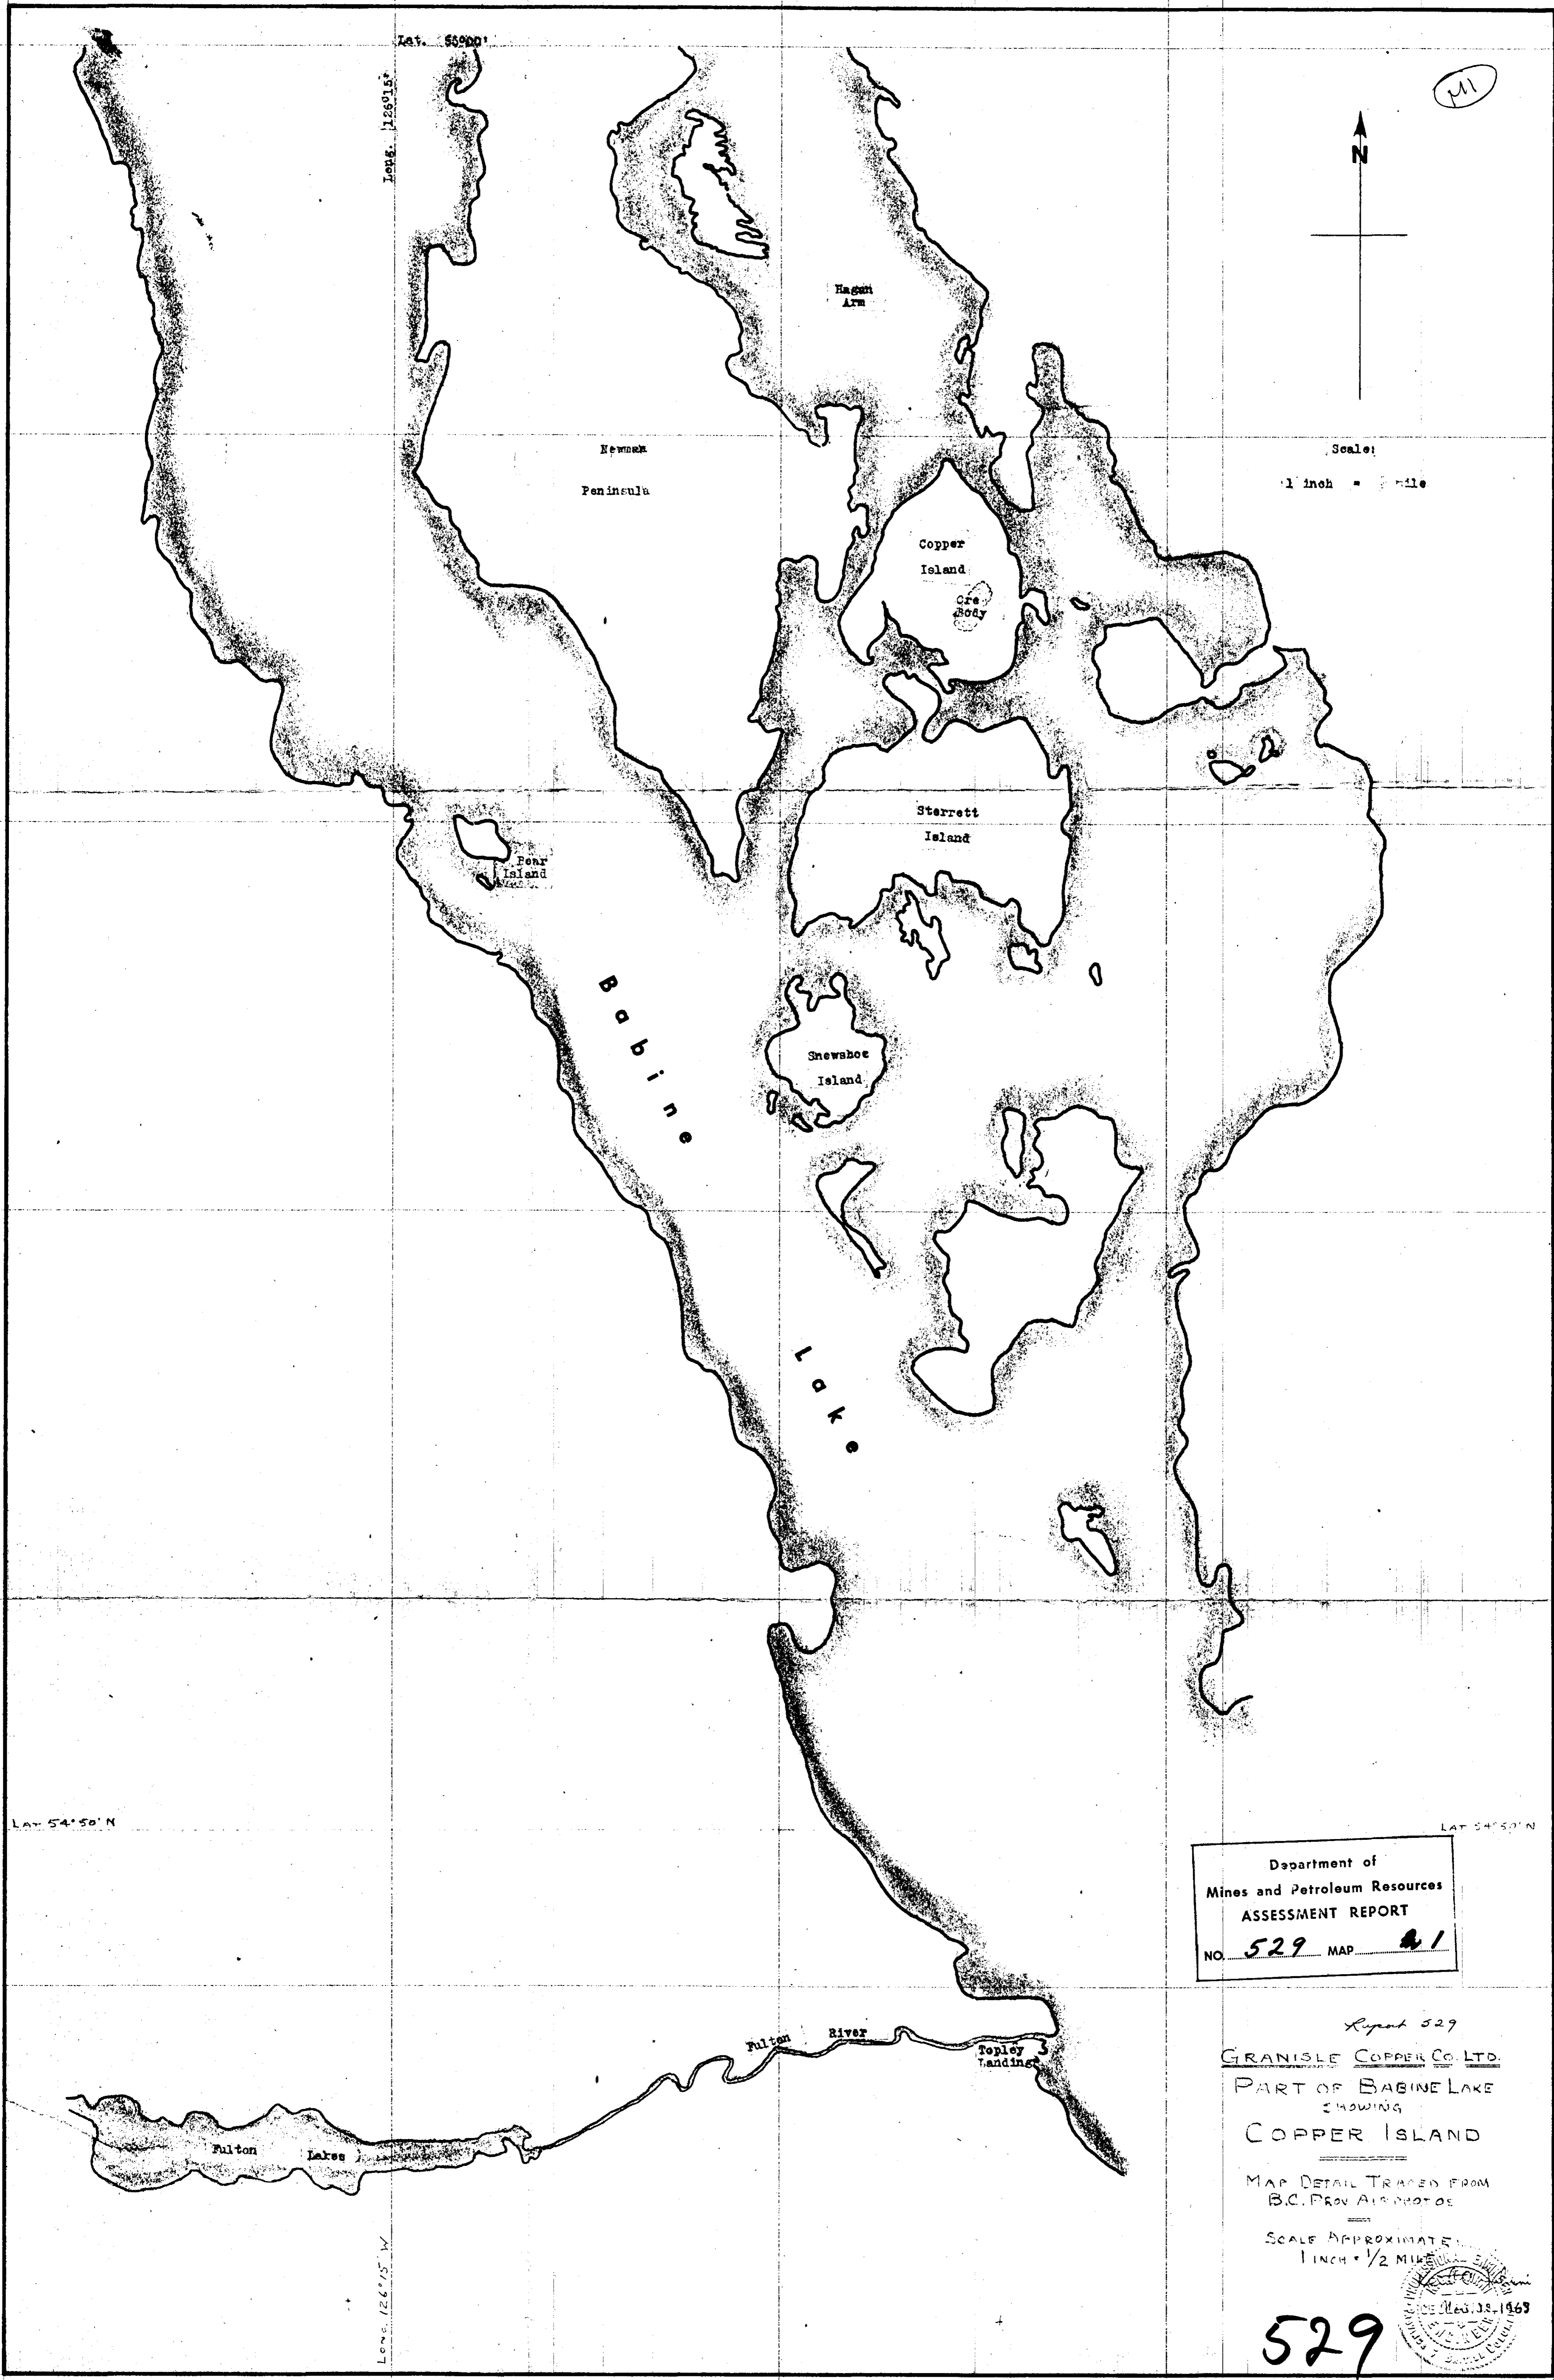 Lat. 55°00'
Long. 126°15'
M1
N
Hagan
Arm
Newman
Peninsula
Scale:
1 inch = mile
Copper
Island
Ore
Body
Sterrett
Island
Bear
Island
Babine
Snowshoe
Island
Lake
LAT 54°50' N
LAT 54°50' N
Department of
Mines and Petroleum Resources
ASSESSMENT REPORT
NO. 529 MAP 1
Report 529
Fulton River
Topley
Landing
GRANISLE COPPER CO. LTD.
PART OF BABINE LAKE
SHOWING
COPPER ISLAND
Fulton Lakes
MAP DETAIL TRACED FROM
B.C. PROV AIRPHOTOS
SCALE APPROXIMATE:
1 INCH = 1/2 MILE
LONG. 126°15' W
1963
529